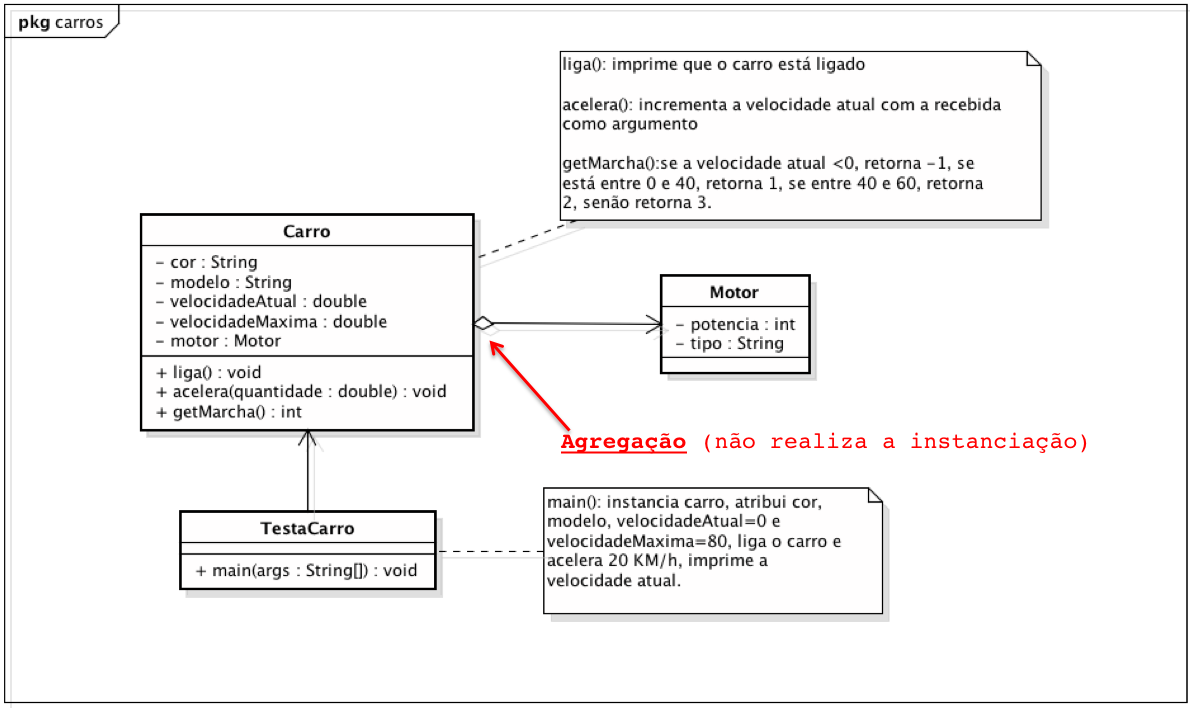 pkg carros
liga(): imprime que o carro está ligado
acelera(): incrementa a velocidade atual com a recebida
como argumento
getMarcha():se a velocidade atual <0, retorna -1, se
está entre 0 e 40, retorna 1, se entre 40 e 60, retorna
2, senão retorna 3.
Carro
- cor : String
- modelo : String
- velocidadeAtual : double
- velocidadeMaxima : double
- motor : Motor
+ liga() : void
+ acelera(quantidade : double) : void
+ getMarcha() : int
Motor
- potencia : int
- tipo : String
Agregação (não realiza a instanciação)
TestaCarro
+ main(args : String[]) : void
main(): instancia carro, atribui cor,
modelo, velocidadeAtual=0 e
velocidadeMaxima=80, liga o carro e
acelera 20 KM/h, imprime a
velocidade atual.